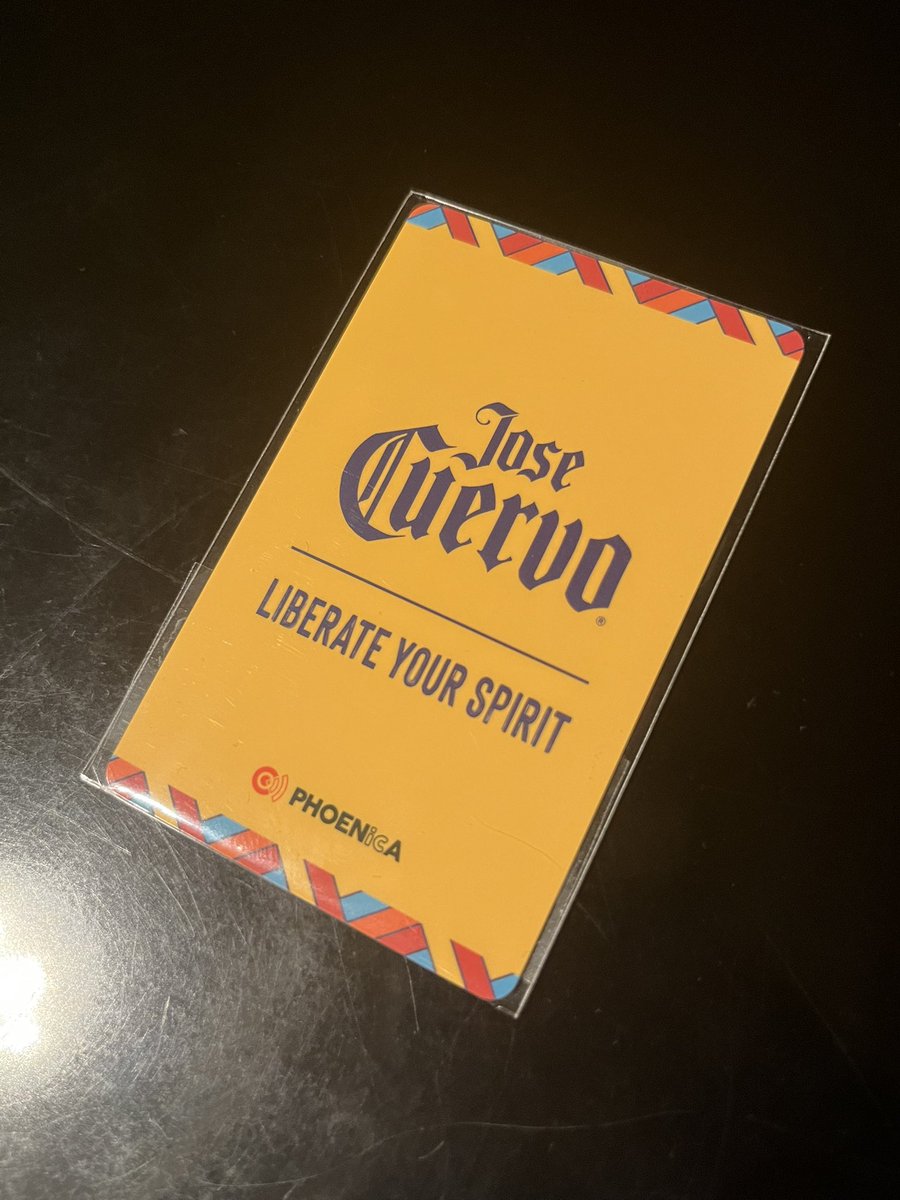 Jose
Cuervo®
LIBERATE YOUR SPIRIT
PHOENiCA